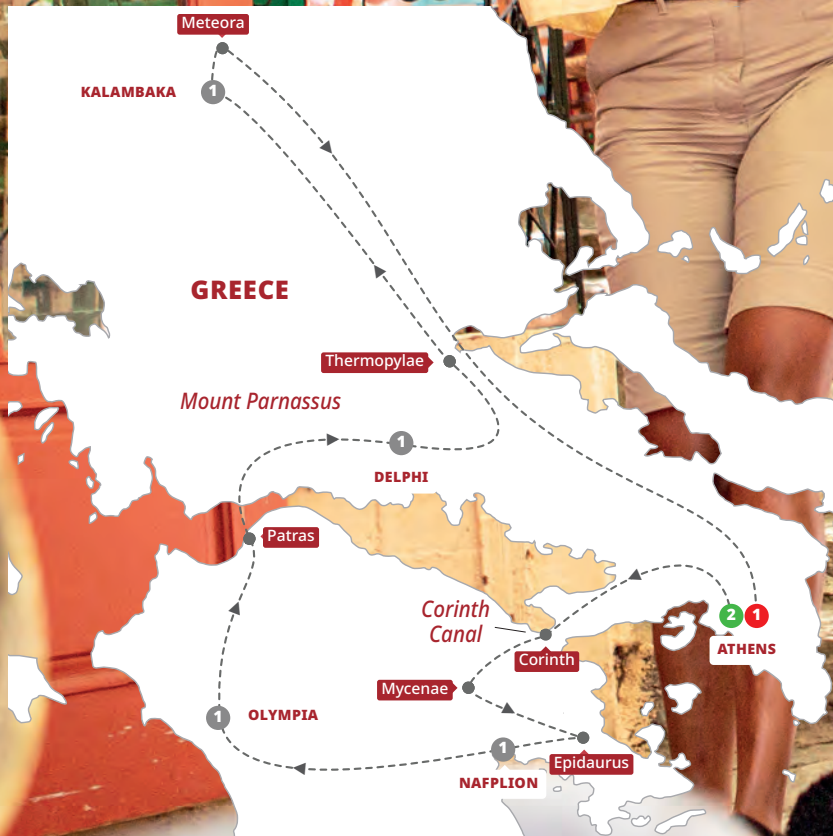 Meteora
KALAMBAKA
1
GREECE
Thermopylae
Mount Parnassus
1
DELPHI
Patras
Corinth
Canal
2
1
ATHENS
Corinth
Mycenae
1
OLYMPIA
1
Epidaurus
NAFPLION